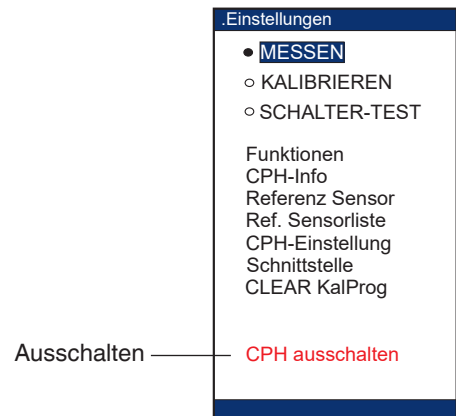 .Einstellungen
MESSEN
KALIBRIEREN
SCHALTER-TEST
Funktionen
CPH-Info
Referenz Sensor
Ref. Sensorliste
CPH-Einstellung
Schnittstelle
CLEAR KalProg
Ausschalten
CPH ausschalten